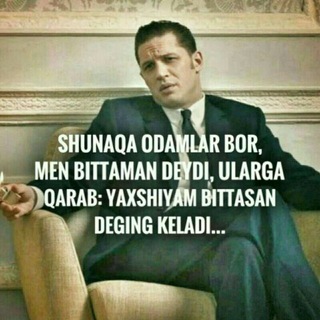 SHUNAQA ODAMLAR BOR,
MEN BITTAMAN DEYDI, ULARGA
QARAB: YAXSHIYAM BITTASAN
DEGING KELADI...